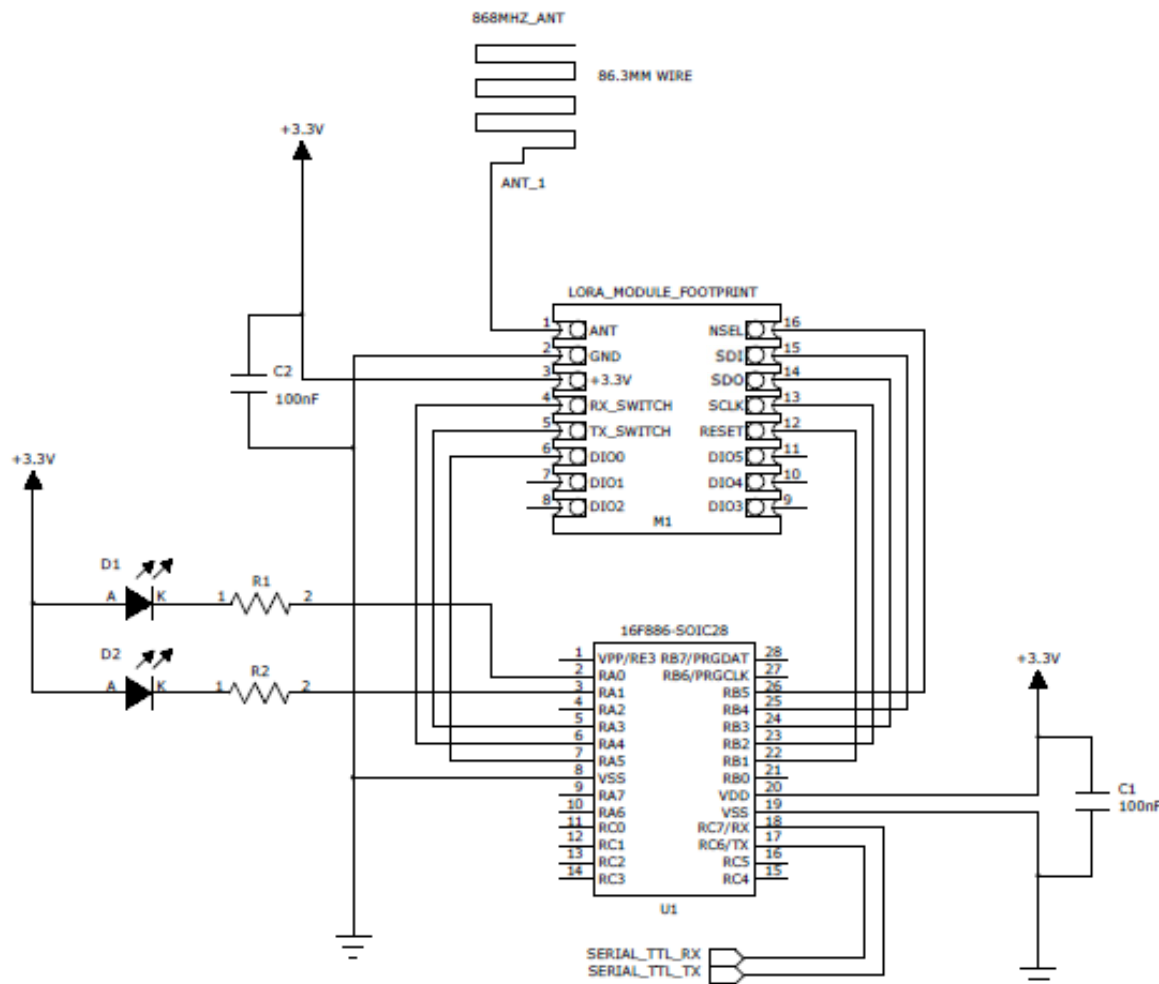 868MHZ_ANT
86.3MM WIRE
+3.3V
ANT_1
LORA_MODULE_FOOTPRINT
1 ANT NSEL 16
2 GND SDI 15
3 +3.3V SDO 14
4 RX_SWITCH SCLK 13
5 TX_SWITCH RESET 12
6 DIO0 DIO5 11
7 DIO1 DIO4 10
8 DIO2 DIO3 9
M1
C2
100nF
+3.3V
D1
A K 1 R1 2
D2
A K 1 R2 2
16F886-SOIC28
1 VPP/RE3 RB7/PRGDAT 28
2 RA0 RB6/PRGCLK 27
3 RA1 RB5 26
4 RA2 RB4 25
5 RA3 RB3 24
6 RA4 RB2 23
7 RA5 RB1 22
8 VSS RB0 21
9 RA7 VDD 20
10 RA6 VSS 19
11 RC0 RC7/RX 18
12 RC1 RC6/TX 17
13 RC2 RC5 16
14 RC3 RC4 15
U1
+3.3V
C1
100nF
SERIAL_TTL_RX
SERIAL_TTL_TX